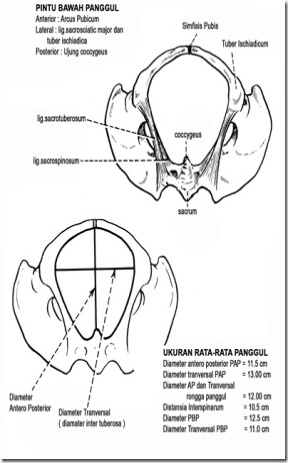 PINTU BAWAH PANGGUL
Anterior : Arcus Pubicum
Lateral : lig.sacrosciatic major dan
tuber ischiadica
Posterior : Ujung coccygeus
Simfisis Pubis
Tuber Ischiadicum
lig.sacrotuberosum
coccygeus
lig.sacrospinosum
sacrum
Diameter
Antero Posterior
Diameter Tranversal
( diamater inter tuberosa )
UKURAN RATA-RATA PANGGUL
Diameter antero posterior PAP = 11.5 cm
Diameter tranversal PAP = 13.00 cm
Diameter AP dan Tranversal
rongga panggul = 12.00 cm
Distansia Interspinarum = 10.5 cm
Diameter PBP = 12.5 cm
Diameter Tranversal PBP = 11.0 cm